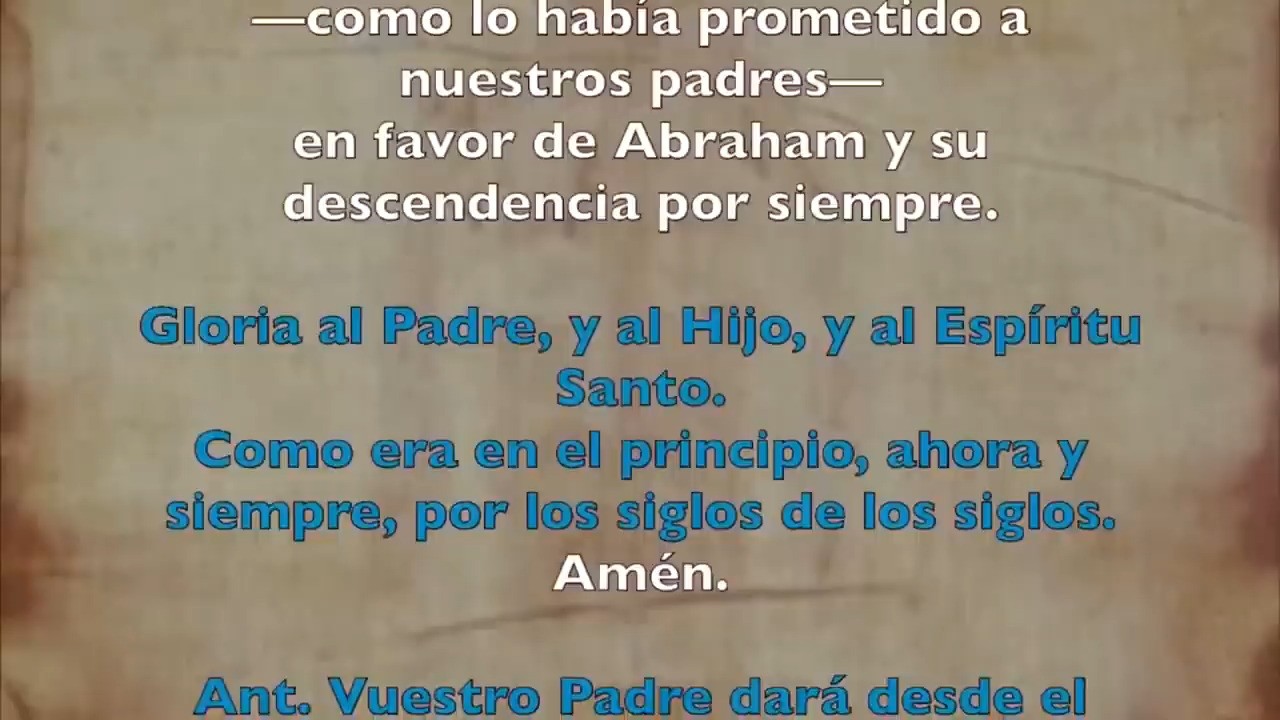 —como lo había prometido a
nuestros padres—
en favor de Abraham y su
descendencia por siempre.
Gloria al Padre, y al Hijo, y al Espíritu
Santo.
Como era en el principio, ahora y
siempre, por los siglos de los siglos.
Amén.
Ant. Vuestro Padre dará desde el